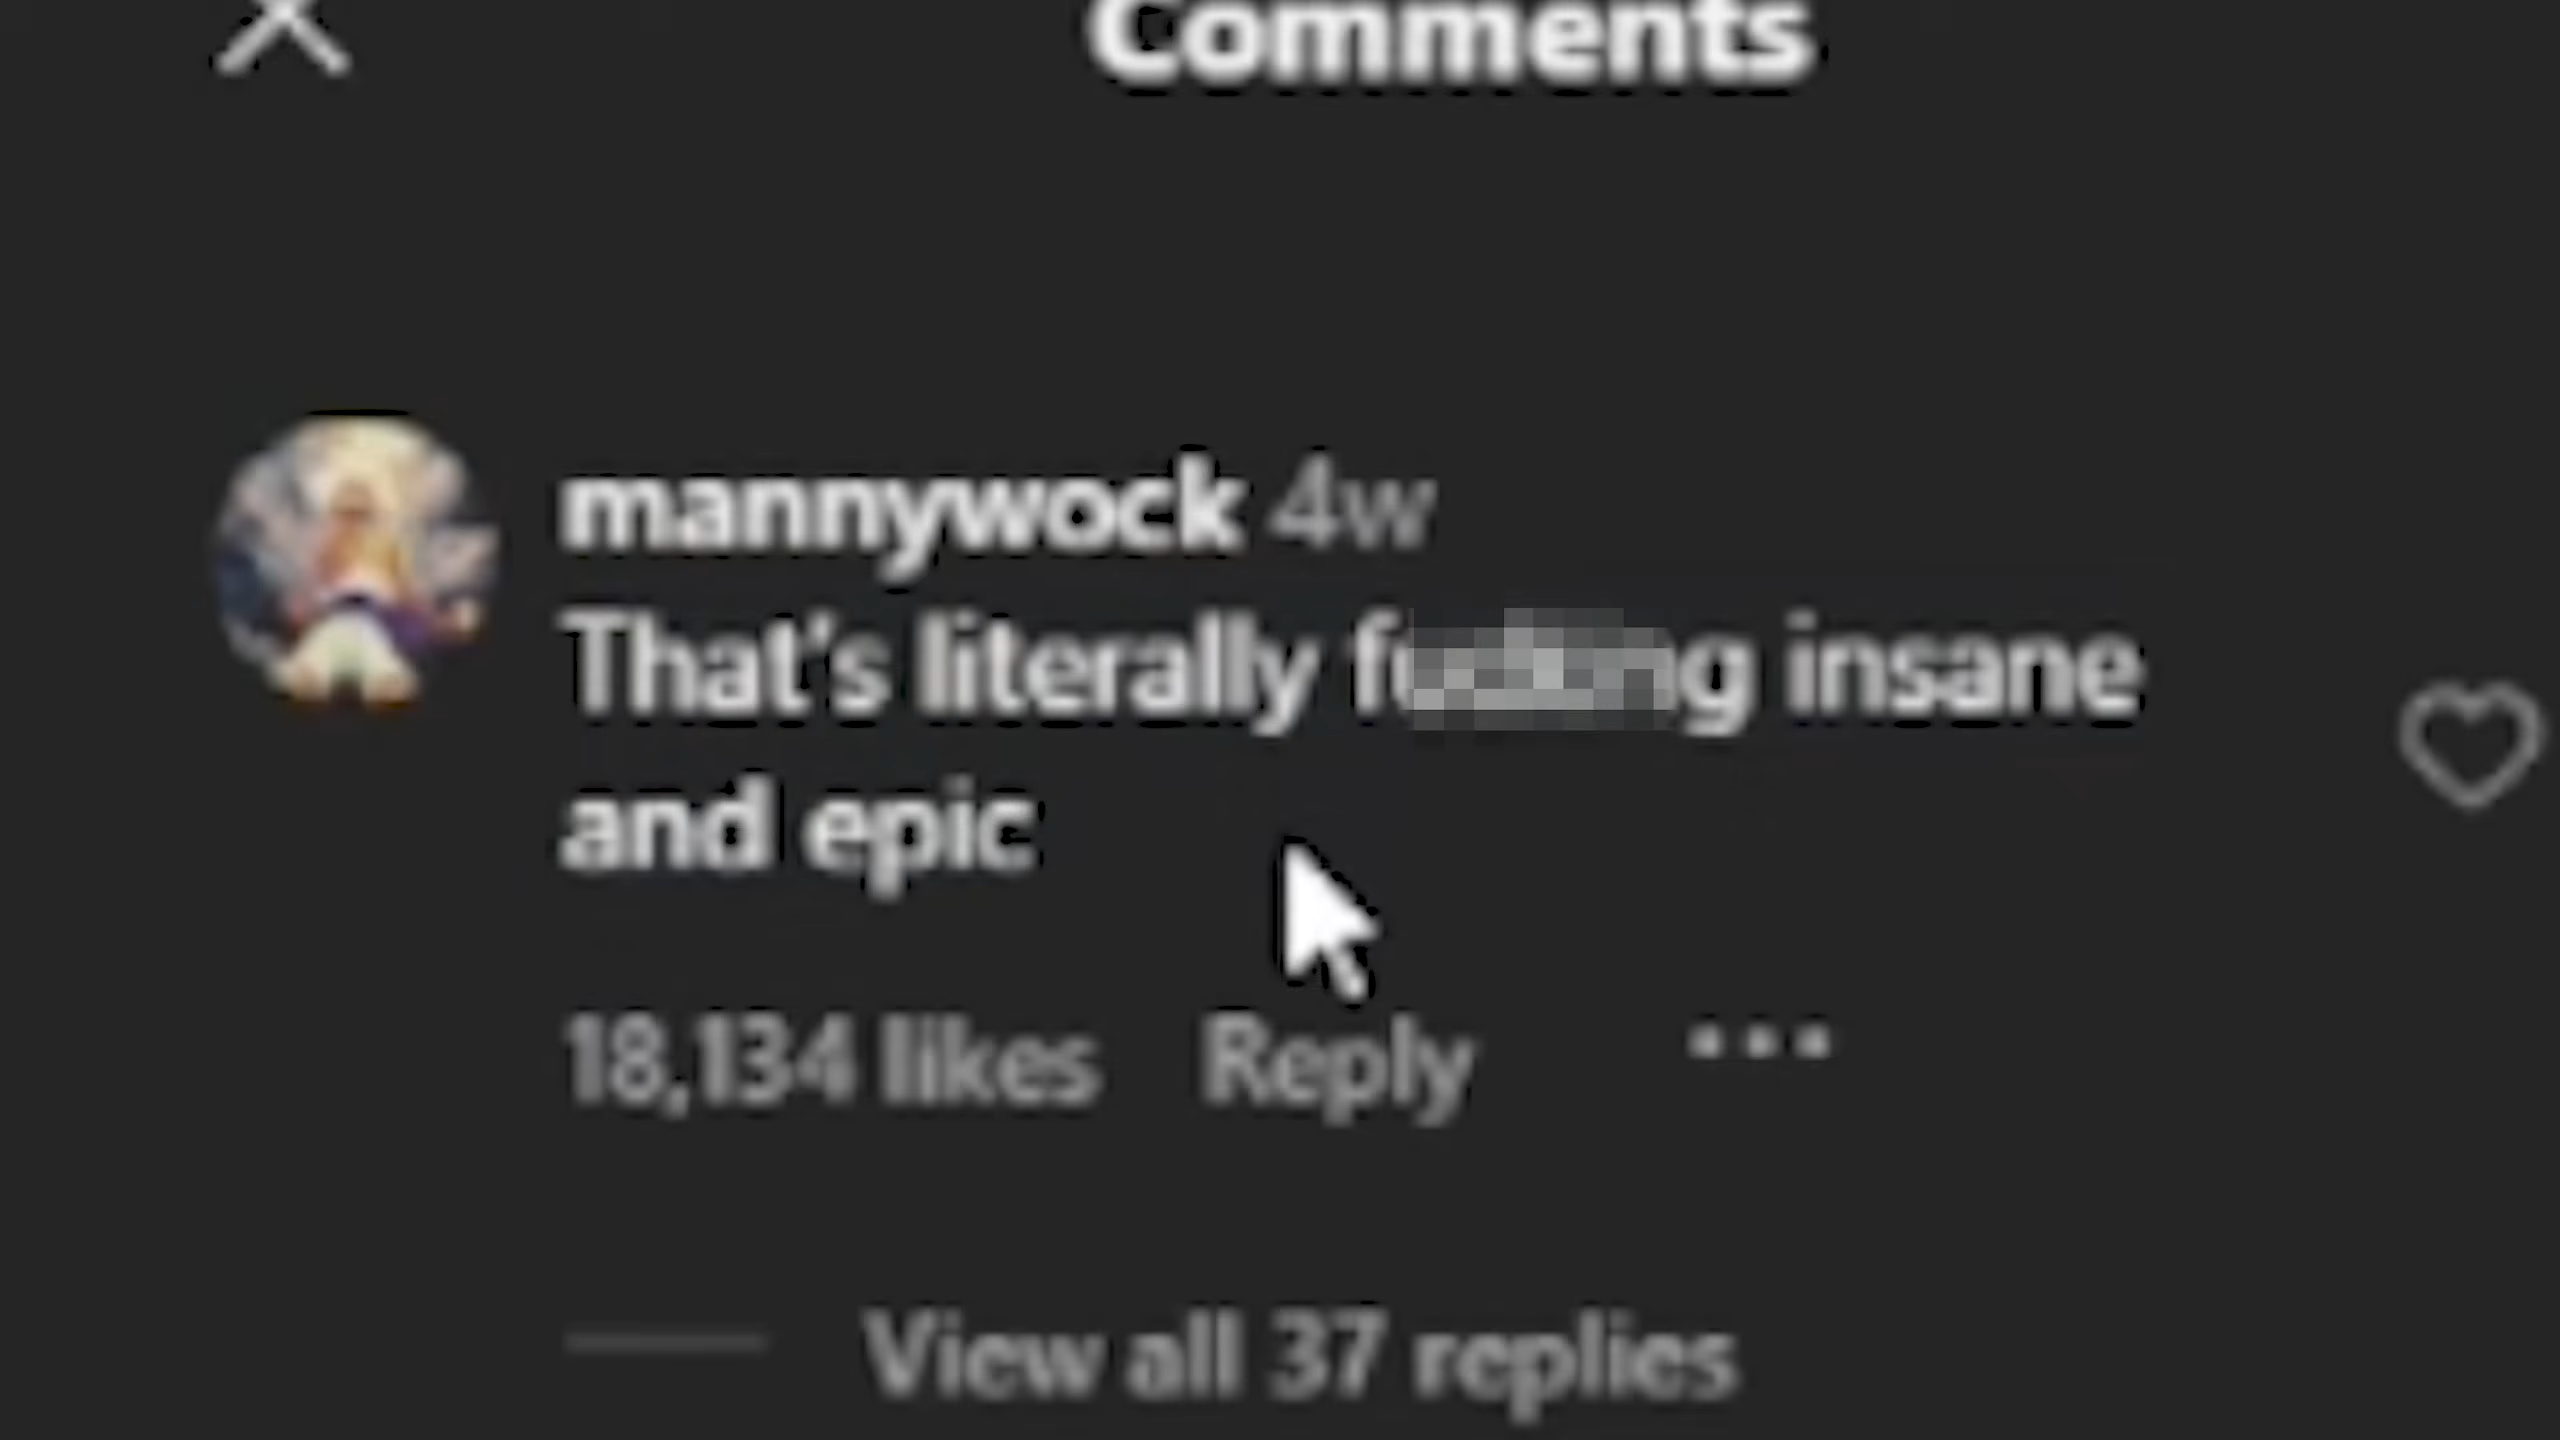 Comments
mannywock 4w
That's literally insane
and epic
18,134 likes Reply
View all 37 replies